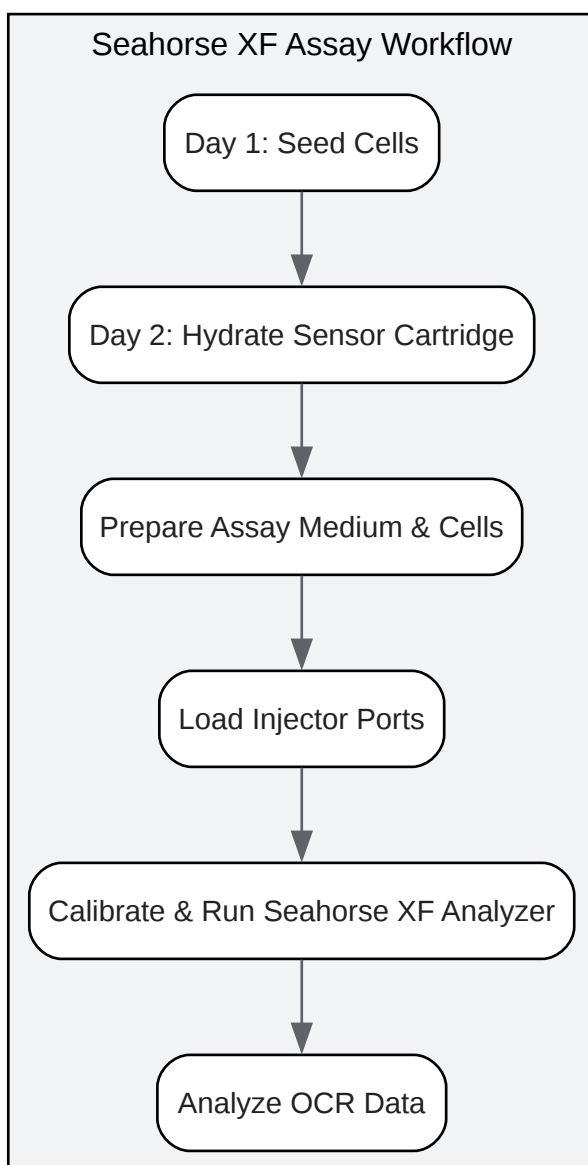 Seahorse XF Assay Workflow
Day 1: Seed Cells
Day 2: Hydrate Sensor Cartridge
Prepare Assay Medium & Cells
Load Injector Ports
Calibrate & Run Seahorse XF Analyzer
Analyze OCR Data